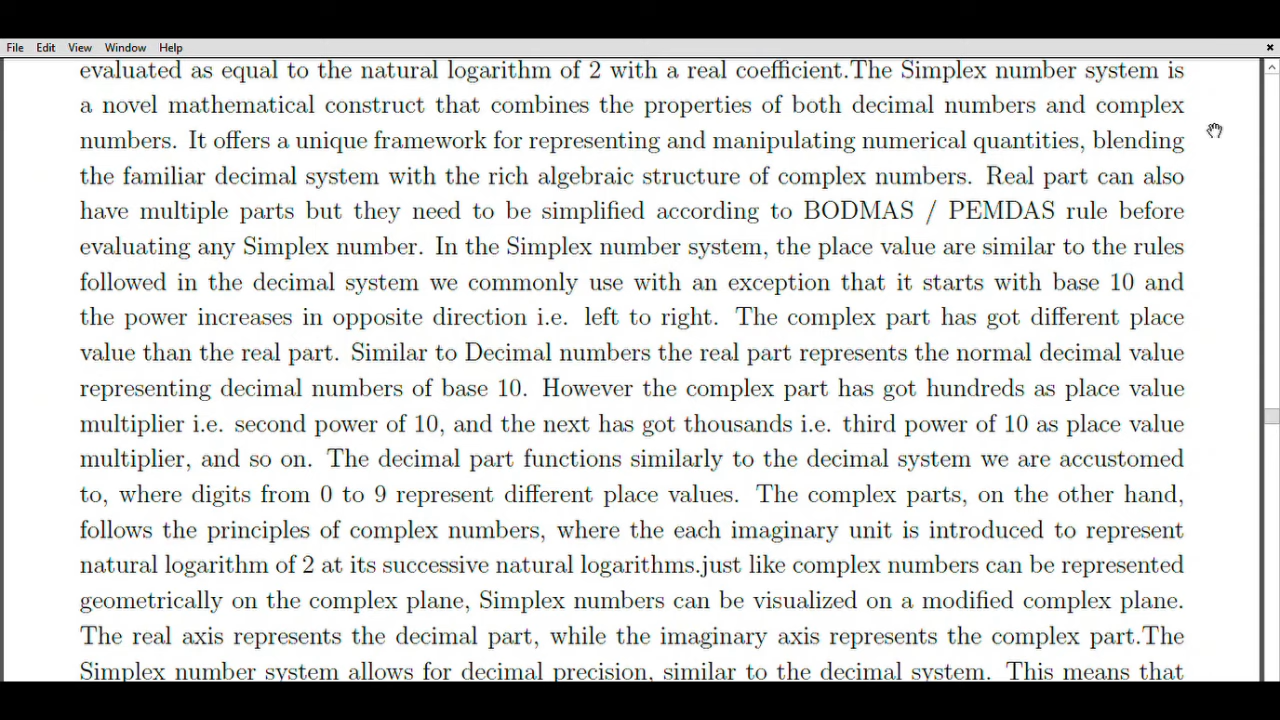 File Edit View Window Help
evaluated as equal to the natural logarithm of 2 with a real coefficient.The Simplex number system is
a novel mathematical construct that combines the properties of both decimal numbers and complex
numbers. It offers a unique framework for representing and manipulating numerical quantities, blending
the familiar decimal system with the rich algebraic structure of complex numbers. Real part can also
have multiple parts but they need to be simplified according to BODMAS / PEMDAS rule before
evaluating any Simplex number. In the Simplex number system, the place value are similar to the rules
followed in the decimal system we commonly use with an exception that it starts with base 10 and
the power increases in opposite direction i.e. left to right. The complex part has got different place
value than the real part. Similar to Decimal numbers the real part represents the normal decimal value
representing decimal numbers of base 10. However the complex part has got hundreds as place value
multiplier i.e. second power of 10, and the next has got thousands i.e. third power of 10 as place value
multiplier, and so on. The decimal part functions similarly to the decimal system we are accustomed
to, where digits from 0 to 9 represent different place values. The complex parts, on the other hand,
follows the principles of complex numbers, where the each imaginary unit is introduced to represent
natural logarithm of 2 at its successive natural logarithms.just like complex numbers can be represented
geometrically on the complex plane, Simplex numbers can be visualized on a modified complex plane.
The real axis represents the decimal part, while the imaginary axis represents the complex part.The
Simplex number system allows for decimal precision, similar to the decimal system. This means that